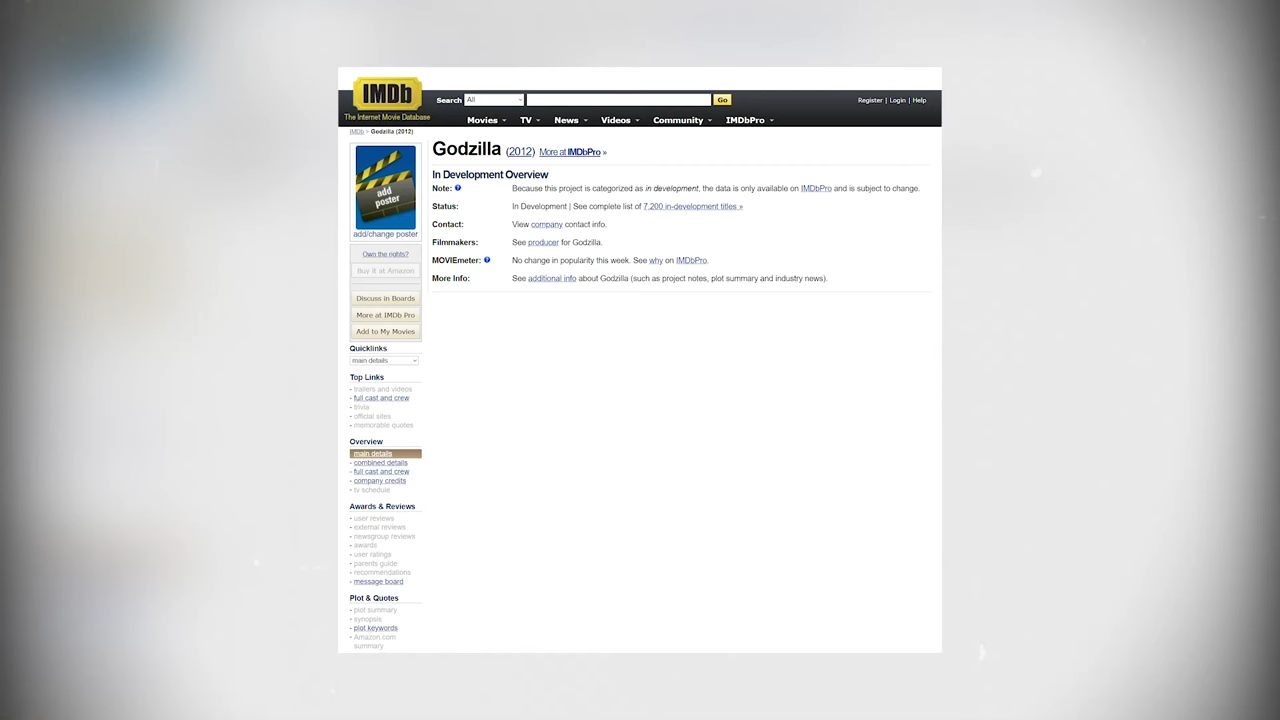 IMDb
The Internet Movie Database
Search All Go Register | Login | Help
Movies TV News Videos Community IMDbPro
IMDb > Godzilla (2012)
add poster
add/change poster
Own the rights?
Buy it at Amazon
Discuss in Boards
More at IMDb Pro
Add to My Movies
Quicklinks
main details
Top Links
- trailers and videos
- full cast and crew
- trivia
- official sites
- memorable quotes
Overview
main details
- combined details
- full cast and crew
- company credits
- tv schedule
Awards & Reviews
- user reviews
- external reviews
- newsgroup reviews
- awards
- user ratings
- parents guide
- recommendations
- message board
Plot & Quotes
- plot summary
- synopsis
- plot keywords
- Amazon.com
summary
Godzilla (2012) More at IMDbPro »
In Development Overview
Note: ? Because this project is categorized as in development, the data is only available on IMDbPro and is subject to change.
Status: In Development | See complete list of 7,200 in-development titles »
Contact: View company contact info.
Filmmakers: See producer for Godzilla.
MOVIEmeter: ? No change in popularity this week. See why on IMDbPro.
More Info: See additional info about Godzilla (such as project notes, plot summary and industry news).